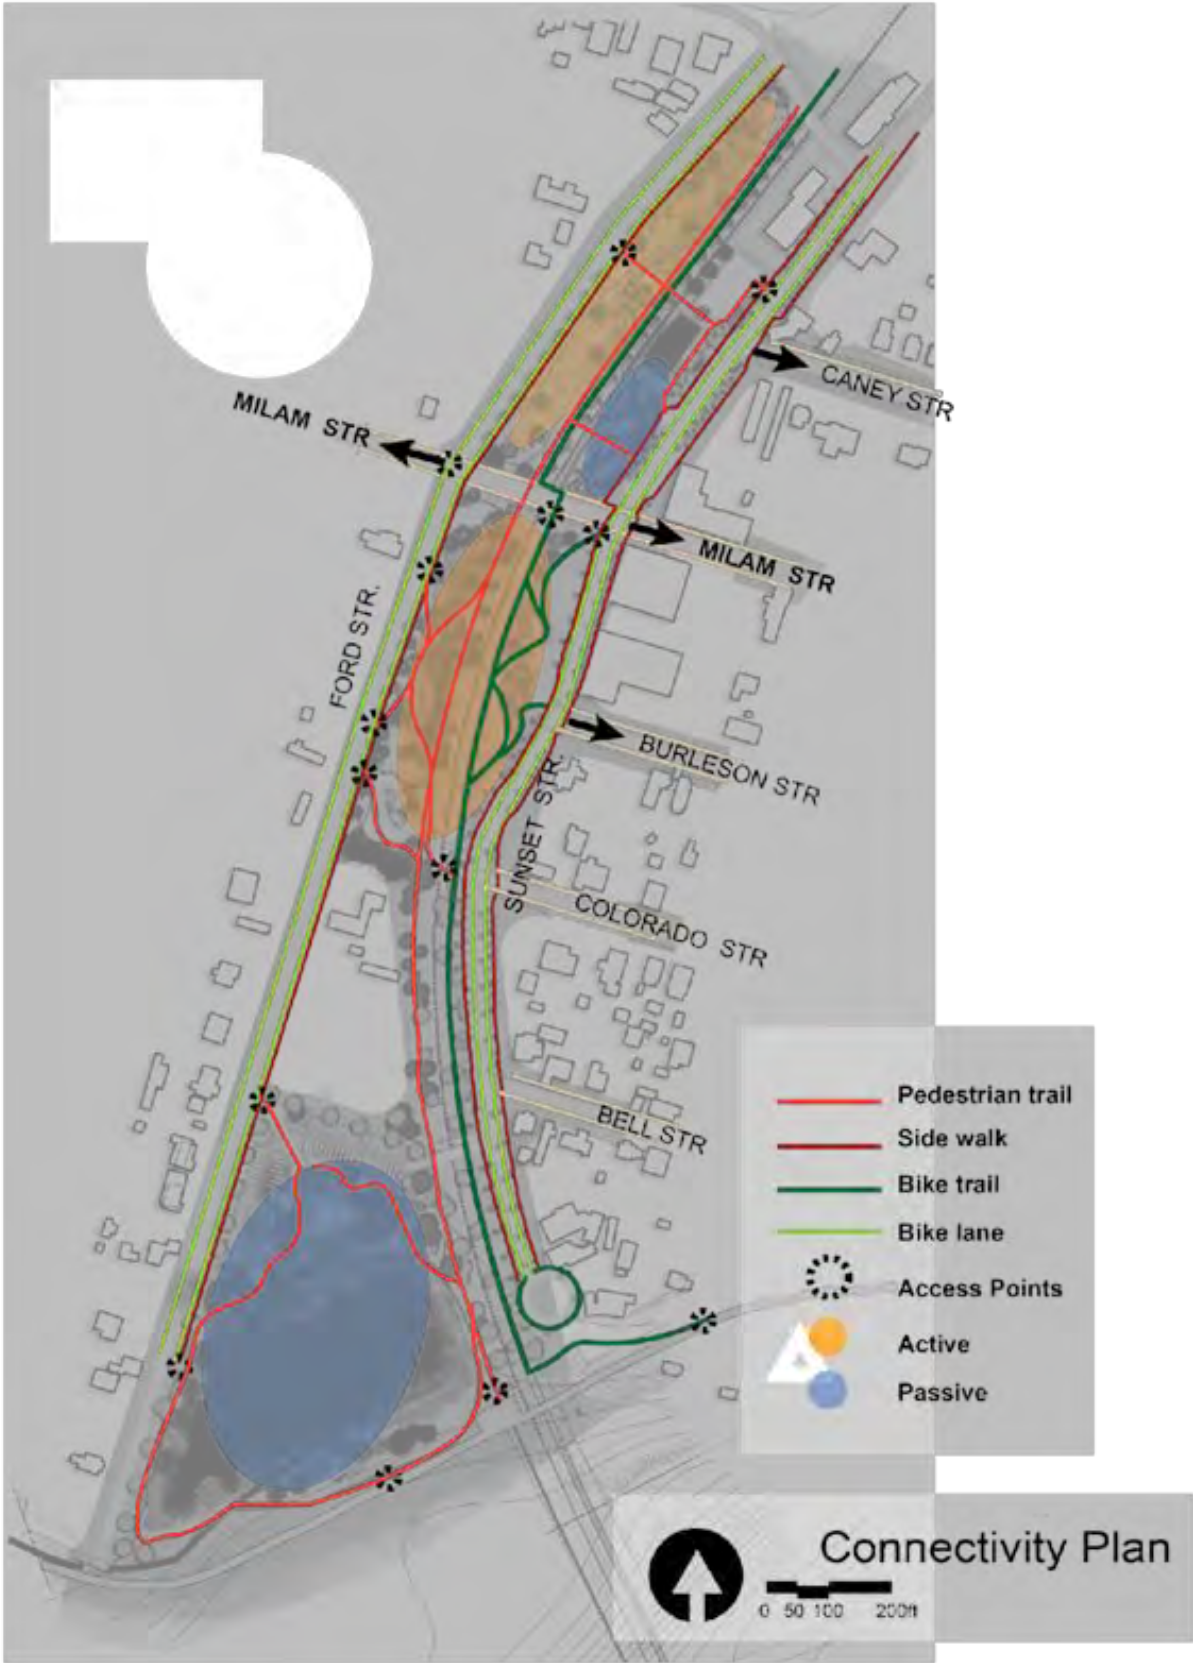 MILAM STR
CANEY STR
MILAM STR
FORD STR.
BURLESON STR
SUNSET STR.
COLORADO STR
BELL STR
Pedestrian trail
Side walk
Bike trail
Bike lane
Access Points
Active
Passive
Connectivity Plan
0 50 100 200ft